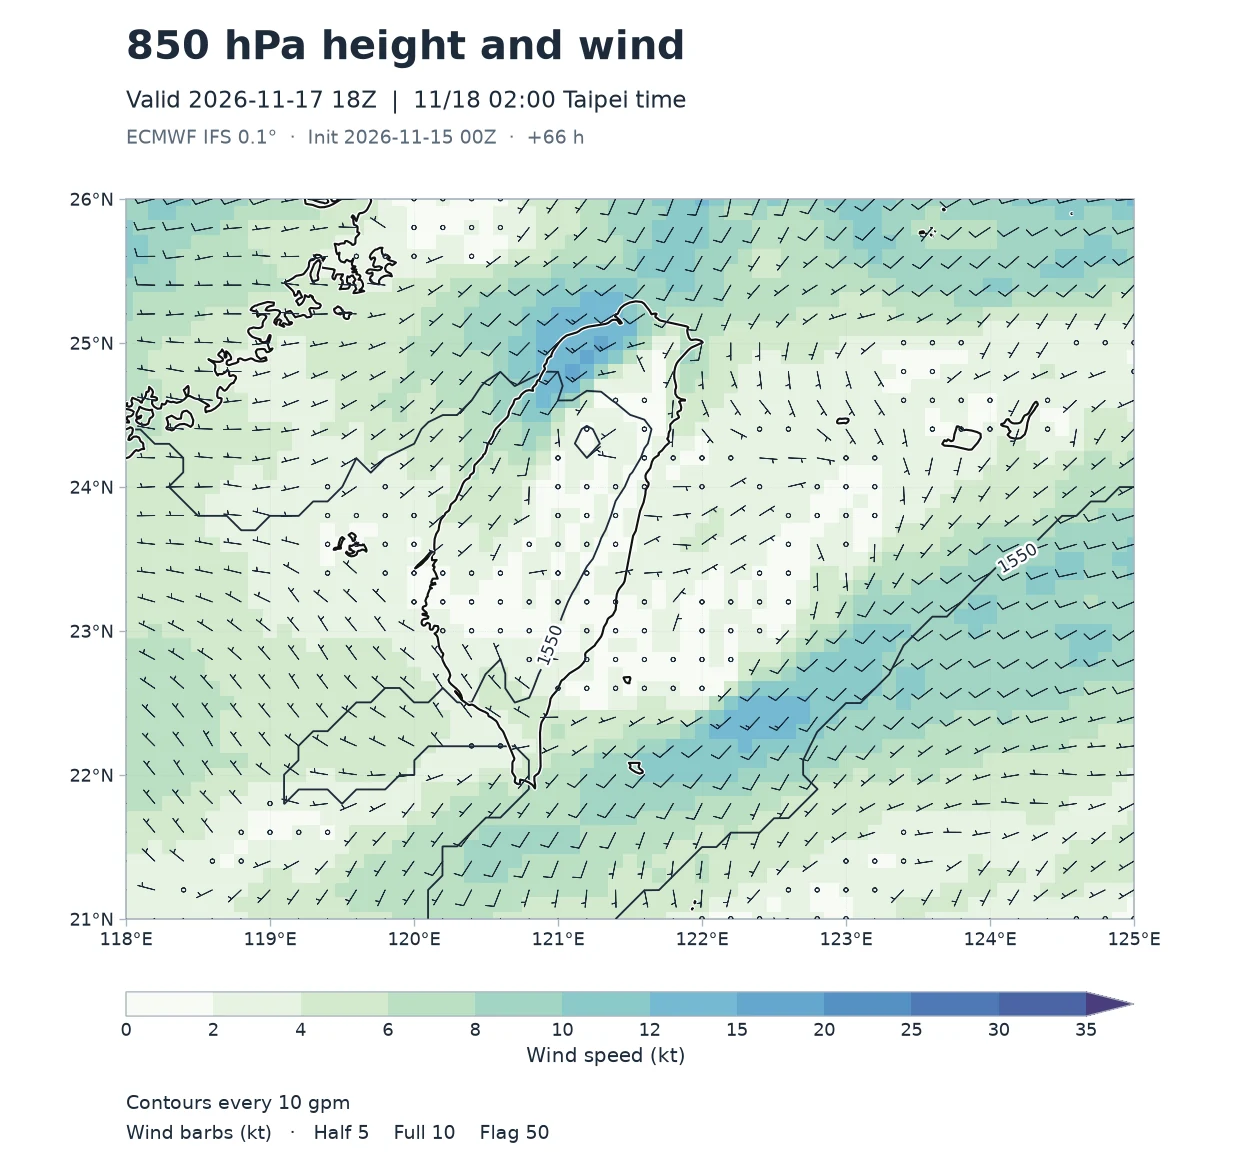 850 hPa height and wind
Valid 2026-11-17 18Z | 11/18 02:00 Taipei time
ECMWF IFS 0.1° · Init 2026-11-15 00Z · +66 h
26°N
25°N
24°N
23°N
22°N
21°N
1550
1550
118°E 119°E 120°E 121°E 122°E 123°E 124°E 125°E
0 2 4 6 8 10 12 15 20 25 30 35
Wind speed (kt)
Contours every 10 gpm
Wind barbs (kt) · Half 5 Full 10 Flag 50